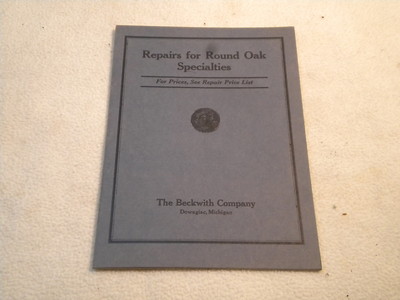 Repairs for Round Oak
Specialties
For Prices, See Repair Price List
The Beckwith Company
Dowagiac, Michigan